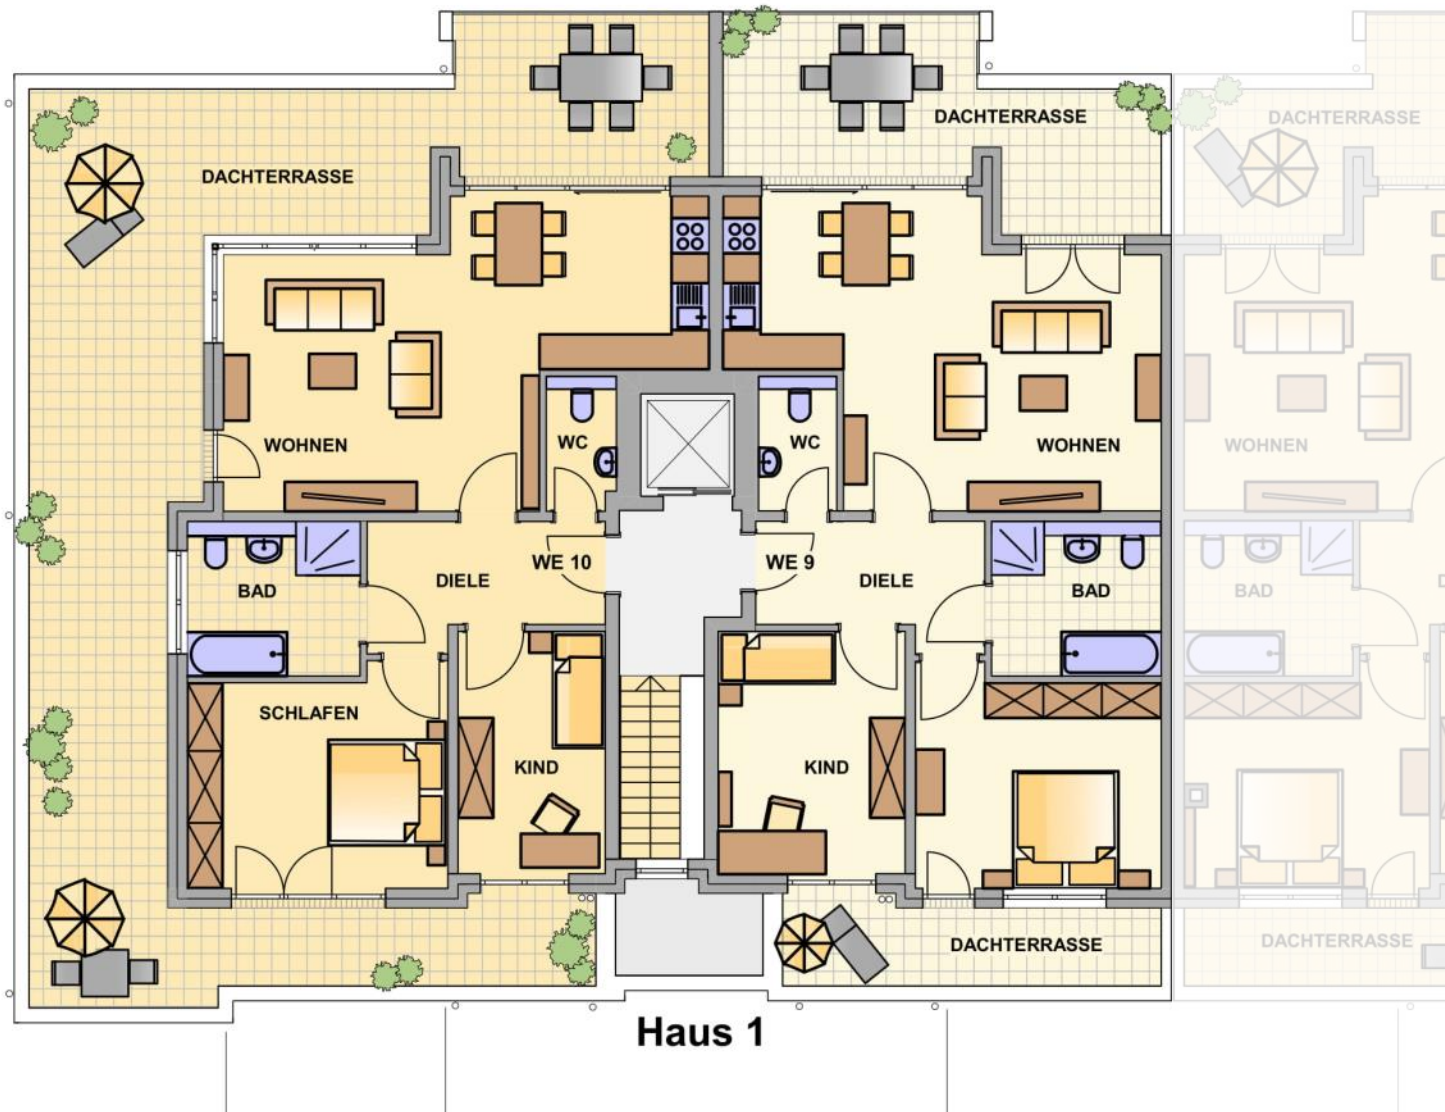 DACHTERRASSE
DACHTERRASSE
DACHTERRASSE
WOHNEN
WC
WC
WOHNEN
WOHNEN
WE 10
WE 9
DIELE
DIELE
BAD
BAD
BAD
D
SCHLAFEN
KIND
KIND
DACHTERRASSE
DACHTERRASSE
Haus 1